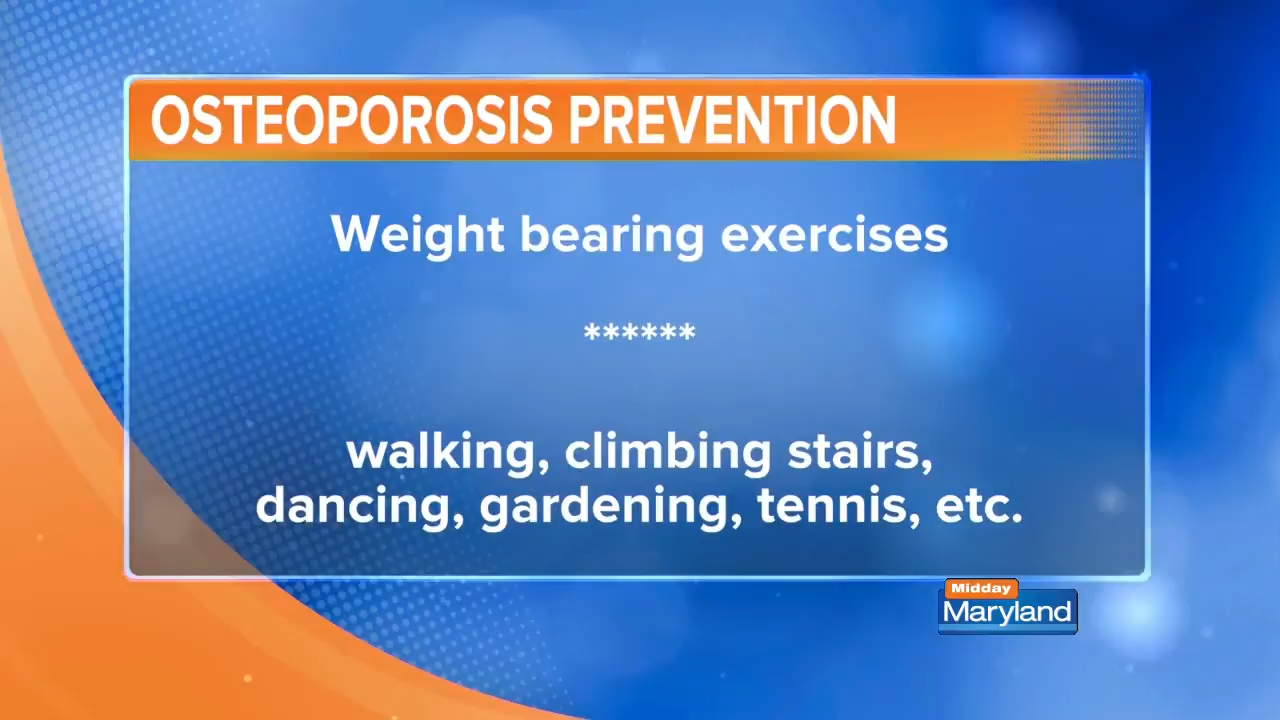 OSTEOPOROSIS PREVENTION
Weight bearing exercises
******
walking, climbing stairs,
dancing, gardening, tennis, etc.
Midday
Maryland